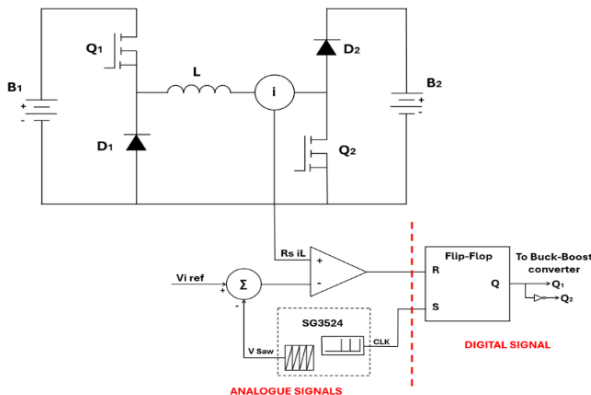 Q1
L
i
D2
B1
+
-
D1
Q2
B2
+
-
Rs iL
Flip-Flop
To Buck-Boost
converter
Vi ref
+
Σ
-
+
-
R
Q
S
Q1
Q2
SG3524
CLK
V Saw
ANALOGUE SIGNALS
DIGITAL SIGNAL